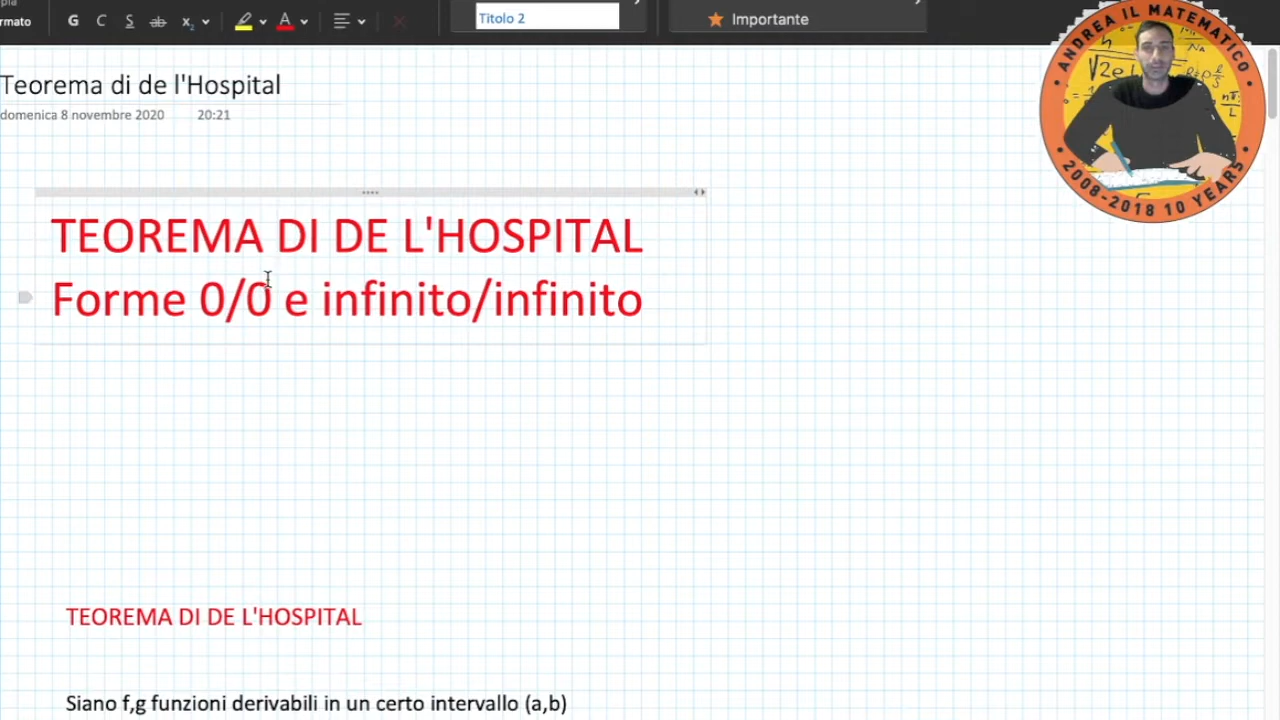 rmato
G C S ab x₂ A
Titolo 2
Importante
Teorema di de l'Hospital
domenica 8 novembre 2020 20:21
TEOREMA DI DE L'HOSPITAL
Forme 0/0 e infinito/infinito
TEOREMA DI DE L'HOSPITAL
Siano f,g funzioni derivabili in un certo intervallo (a,b)
ANDREA IL MATEMATICO
2008-2018 10 YEARS